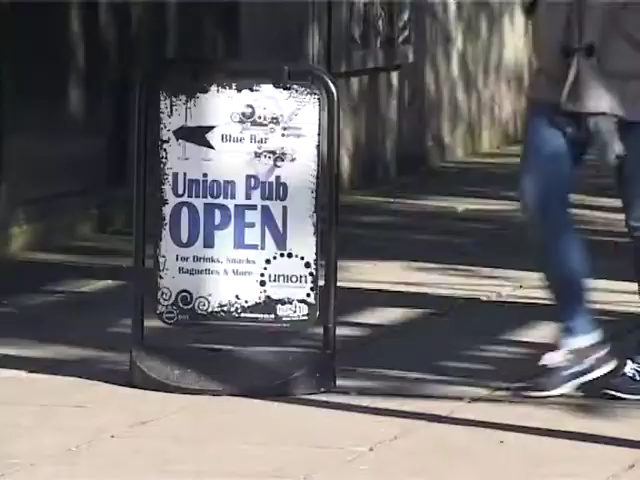 Blue Bar
Union Pub
OPEN
For Drinks, Snacks
Baguettes & More
union